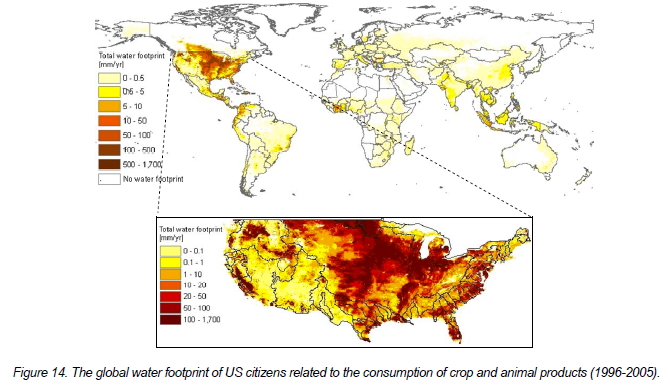 Total water footprint
[mm/yr]
0 - 0.5
0.6 - 5
5 - 10
10 - 50
50 - 100
100 - 500
500 - 1,700
No water footprint
Total water footprint
[mm/yr]
0 - 0.1
0.1 - 1
1 - 10
10 - 20
20 - 50
50 - 100
100 - 1,700
Figure 14. The global water footprint of US citizens related to the consumption of crop and animal products (1996-2005).